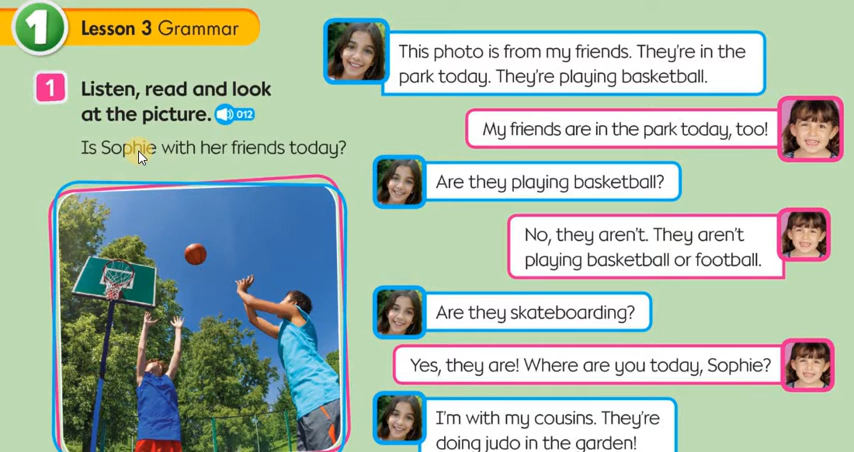 1
Lesson 3 Grammar
1
Listen, read and look
at the picture. 012
Is Sophie with her friends today?
This photo is from my friends. They're in the
park today. They're playing basketball.
My friends are in the park today, too!
Are they playing basketball?
No, they aren't. They aren't
playing basketball or football.
Are they skateboarding?
Yes, they are! Where are you today, Sophie?
I'm with my cousins. They're
doing judo in the garden!